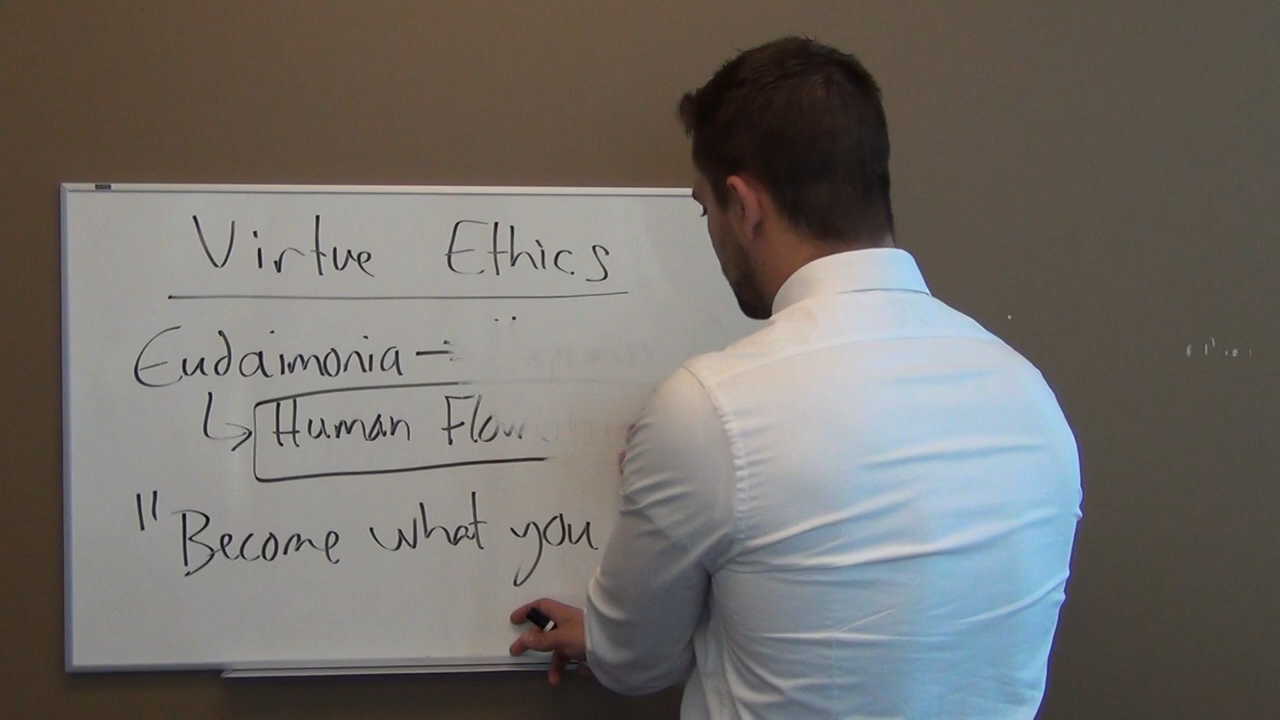 Virtue Ethics
Eudaimonia –
↳ Human
"Become what you